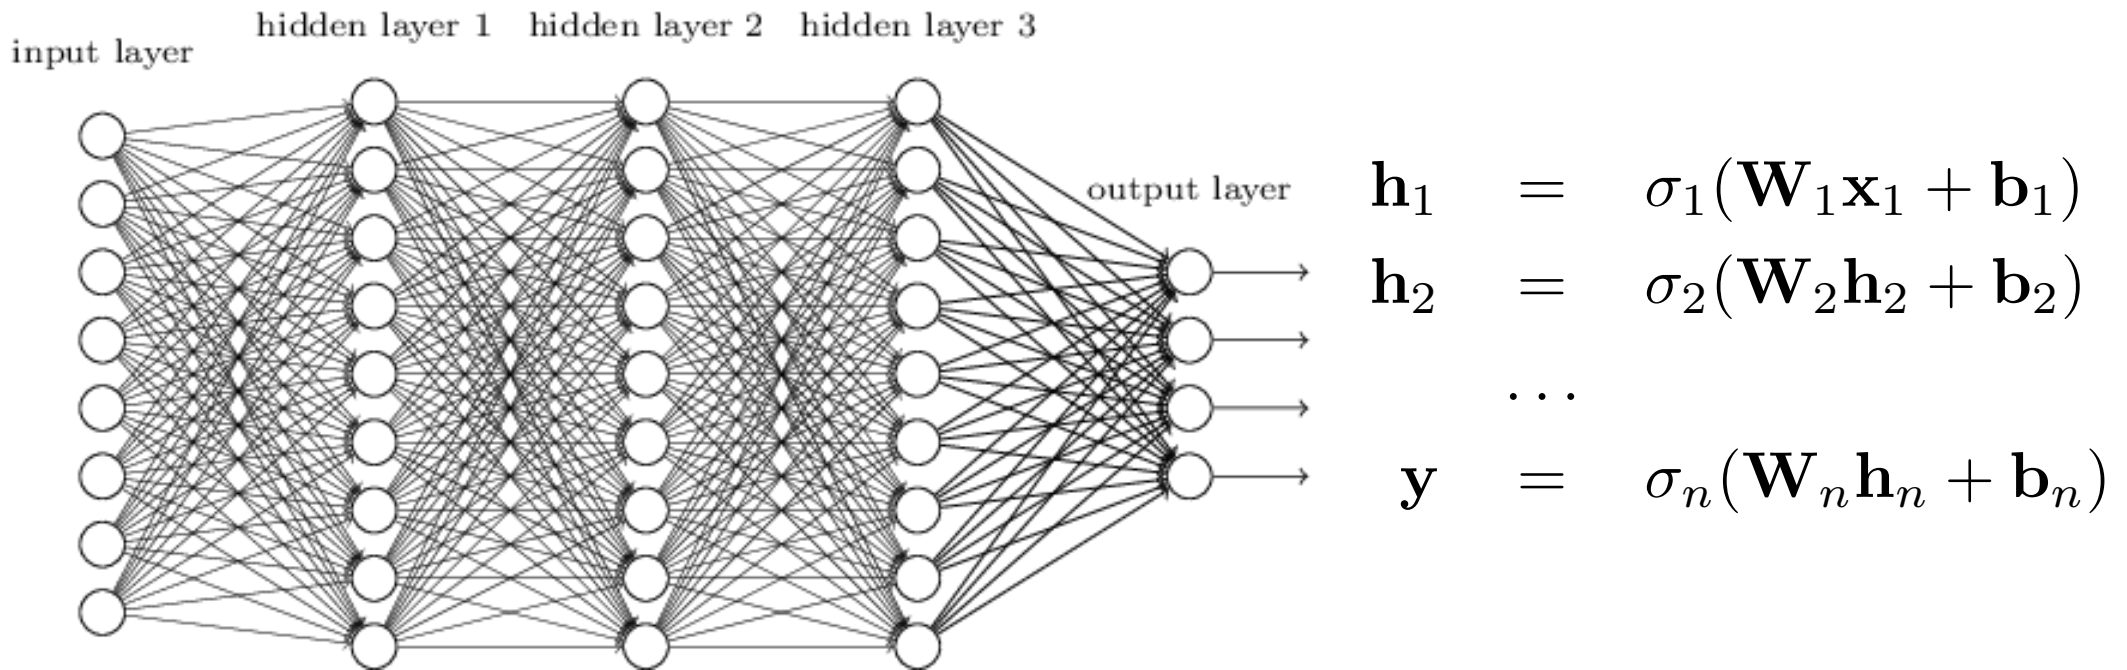 input layer
hidden layer 1
hidden layer 2
hidden layer 3
output layer
h₁ = σ₁(W₁x₁ + b₁)
h₂ = σ₂(W₂h₂ + b₂)
...
y = σₙ(Wₙhₙ + bₙ)